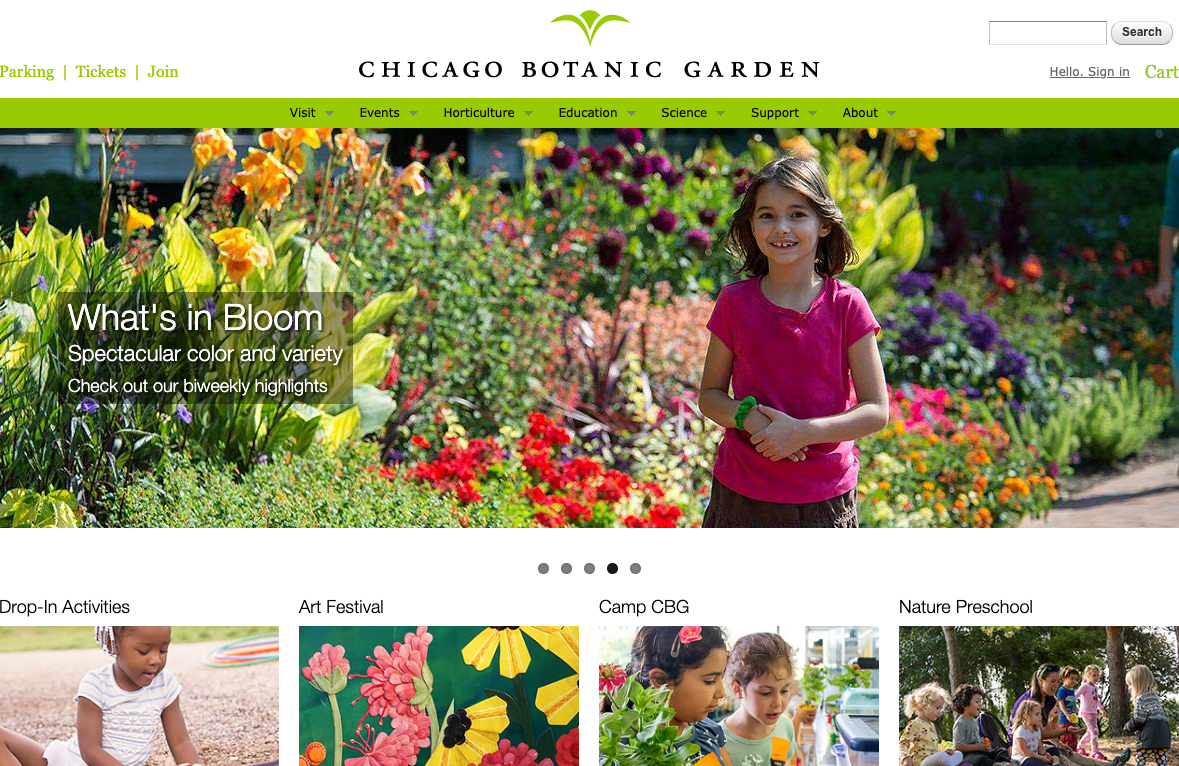 Search
Parking | Tickets | Join
CHICAGO BOTANIC GARDEN
Hello. Sign in Cart
Visit Events Horticulture Education Science Support About
What's in Bloom
Spectacular color and variety
Check out our biweekly highlights
Drop-In Activities Art Festival Camp CBG Nature Preschool